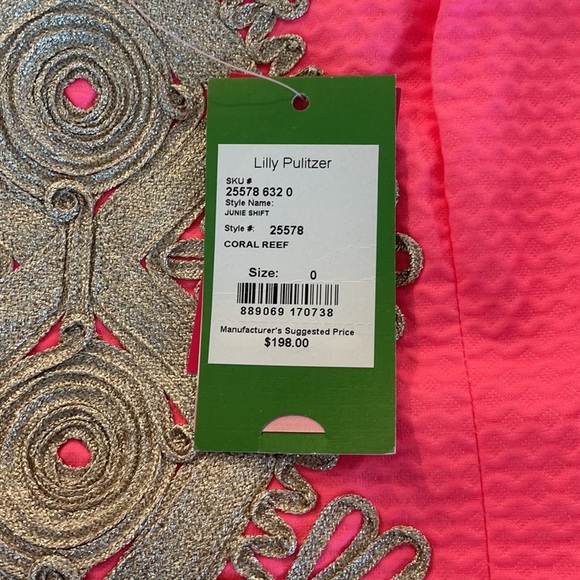 Lilly Pulitzer
SKU #
25578 632 0
Style Name:
JUNIE SHIFT
Style #: 25578
CORAL REEF
Size: 0
889069 170738
Manufacturer's Suggested Price
$198.00